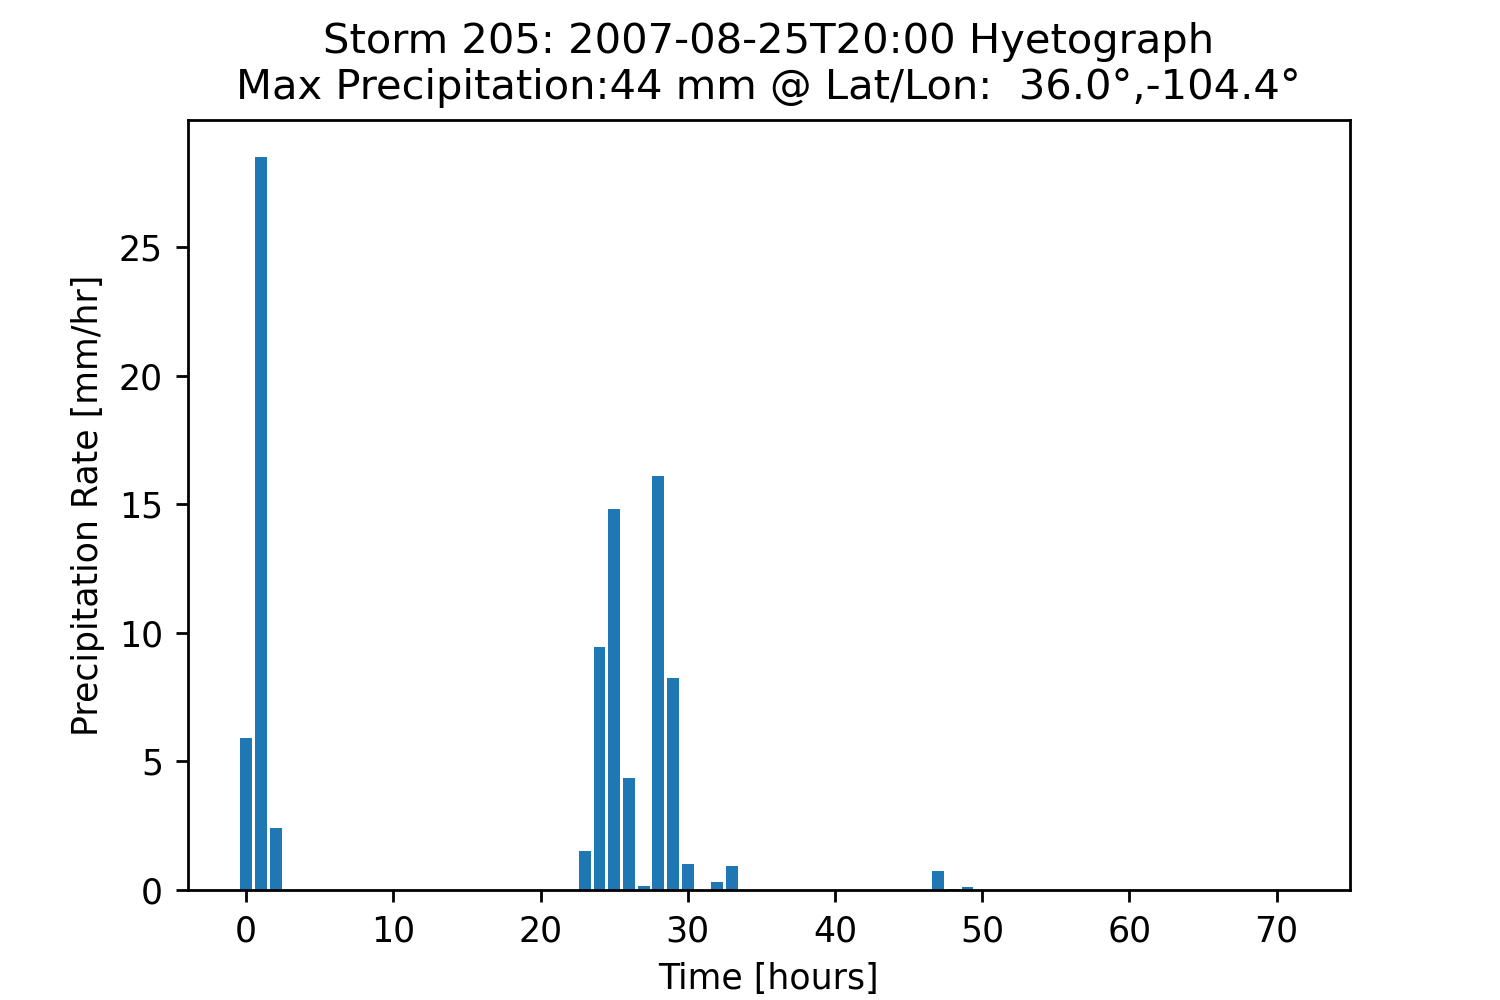 Storm 205: 2007-08-25T20:00 Hyetograph
Max Precipitation:44 mm @ Lat/Lon:  36.0°,-104.4°
Precipitation Rate [mm/hr]
25
20
15
10
5
0
0 10 20 30 40 50 60 70
Time [hours]